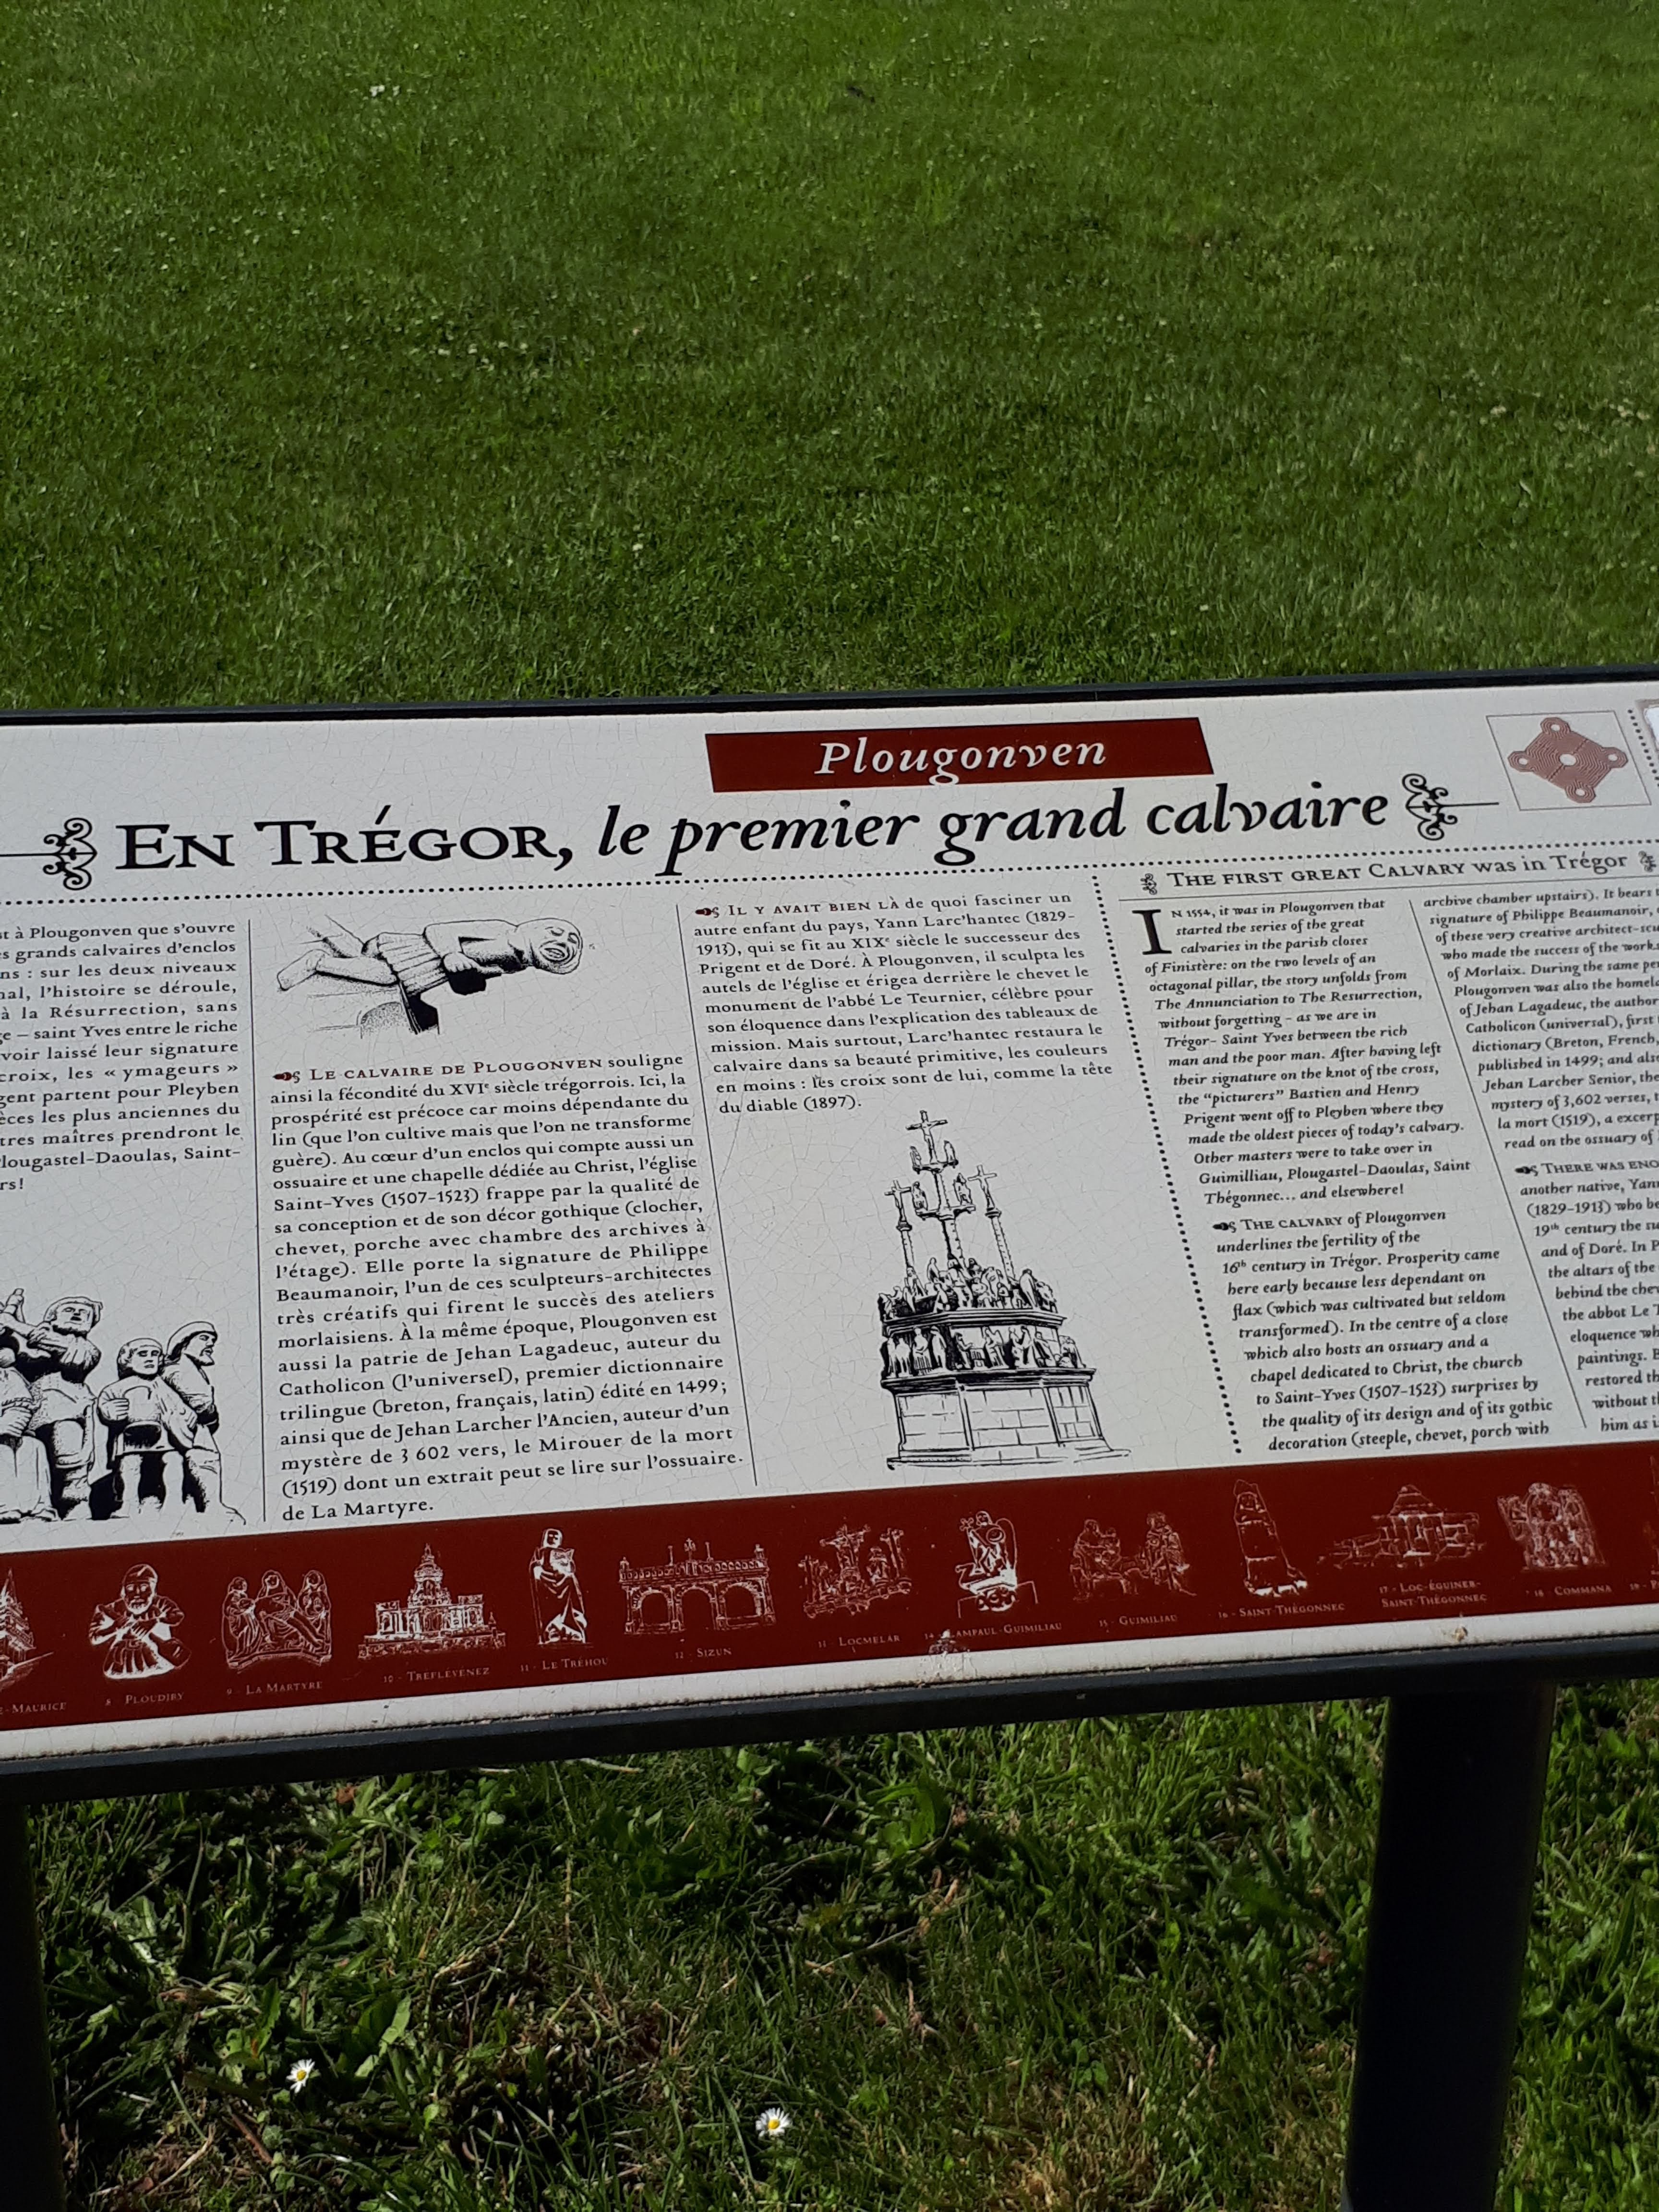 Plougonven
En Trégor, le premier grand calvaire
à Plougonven que s'ouvre
grands calvaires d'enclos
: sur les deux niveaux
l'histoire se déroule,
à la Résurrection, sans
– saint Yves entre le riche
voir laissé leur signature
croix, les « ymageurs »
gent partent pour Pleyben
les plus anciennes du
tres maîtres prendront le
Plougastel-Daoulas, Saint-
rs!
Le calvaire de Plougonven souligne
ainsi la fécondité du XVIe siècle trégorrois. Ici, la
prospérité est précoce car moins dépendante du
lin (que l'on cultive mais que l'on ne transforme
guère). Au cœur d'un enclos qui compte aussi un
ossuaire et une chapelle dédiée au Christ, l'église
Saint-Yves (1507-1523) frappe par la qualité de
sa conception et de son décor gothique (clocher,
chevet, porche avec chambre des archives à
l'étage). Elle porte la signature de Philippe
Beaumanoir, l'un de ces sculpteurs-architectes
très créatifs qui firent le succès des ateliers
morlaisiens. À la même époque, Plougonven est
aussi la patrie de Jehan Lagadeuc, auteur du
Catholicon (l'universel), premier dictionnaire
trilingue (breton, français, latin) édité en 1499;
ainsi que de Jehan Larcher l'Ancien, auteur d'un
mystère de 3 602 vers, le Mirouer de la mort
(1519) dont un extrait peut se lire sur l'ossuaire.
de La Martyre.
Il y avait bien là de quoi fasciner un
autre enfant du pays, Yann Larc'hantec (1829-
1913), qui se fit au XIXe siècle le successeur des
Prigent et de Doré. À Plougonven, il sculpta les
autels de l'église et érigea derrière le chevet le
monument de l'abbé Le Teurnier, célèbre pour
son éloquence dans l'explication des tableaux de
mission. Mais surtout, Larc'hantec restaura le
calvaire dans sa beauté primitive, les couleurs
en moins : les croix sont de lui, comme la tête
du diable (1897).
The first great Calvary was in Trégor
In 1554, it was in Plougonven that
started the series of the great
calvaries in the parish closes
of Finistère: on the two levels of an
octagonal pillar, the story unfolds from
The Annunciation to The Resurrection,
without forgetting - as we are in
Trégor- Saint Yves between the rich
man and the poor man. After having left
their signature on the knot of the cross,
the "picturers" Bastien and Henry
Prigent went off to Pleyben where they
made the oldest pieces of today's calvary.
Other masters were to take over in
Guimilliau, Plougastel-Daoulas, Saint
Thégonnec... and elsewhere!
The calvary of Plougonven
underlines the fertility of the
16th century in Trégor. Prosperity came
here early because less dependant on
flax (which was cultivated but seldom
transformed). In the centre of a close
which also hosts an ossuary and a
chapel dedicated to Christ, the church
to Saint-Yves (1507-1523) surprises by
the quality of its design and of its gothic
decoration (steeple, chevet, porch with
archive chamber upstairs). It bears
signature of Philippe Beaumanoir,
of these very creative architect-scu
who made the success of the work
of Morlaix. During the same pe
Plougonven was also the homela
of Jehan Lagadeuc, the author
Catholicon (universal), first
dictionary (Breton, French,
published in 1499; and also
Jehan Larcher Senior, the
mystery of 3,602 verses,
la mort (1519), a excerp
read on the ossuary of
There was eno
another native, Yann
(1829-1913) who be
19th century the su
and of Doré. In P
the altars of the
behind the chev
the abbot Le T
eloquence wh
paintings. B
restored th
without th
him as i
e-Maurice
8 - Ploudiry
9 - La Martyre
10 - Treflévenez
11 - Le Tréhou
12 - Sizun
Locmélar
14 - Lampaul-Guimiliau
15 - Guimiliau
16 - Saint-Thégonnec
17 - Loc-Éguiner-
Saint-Thégonnec
18 - Commana
19 - P